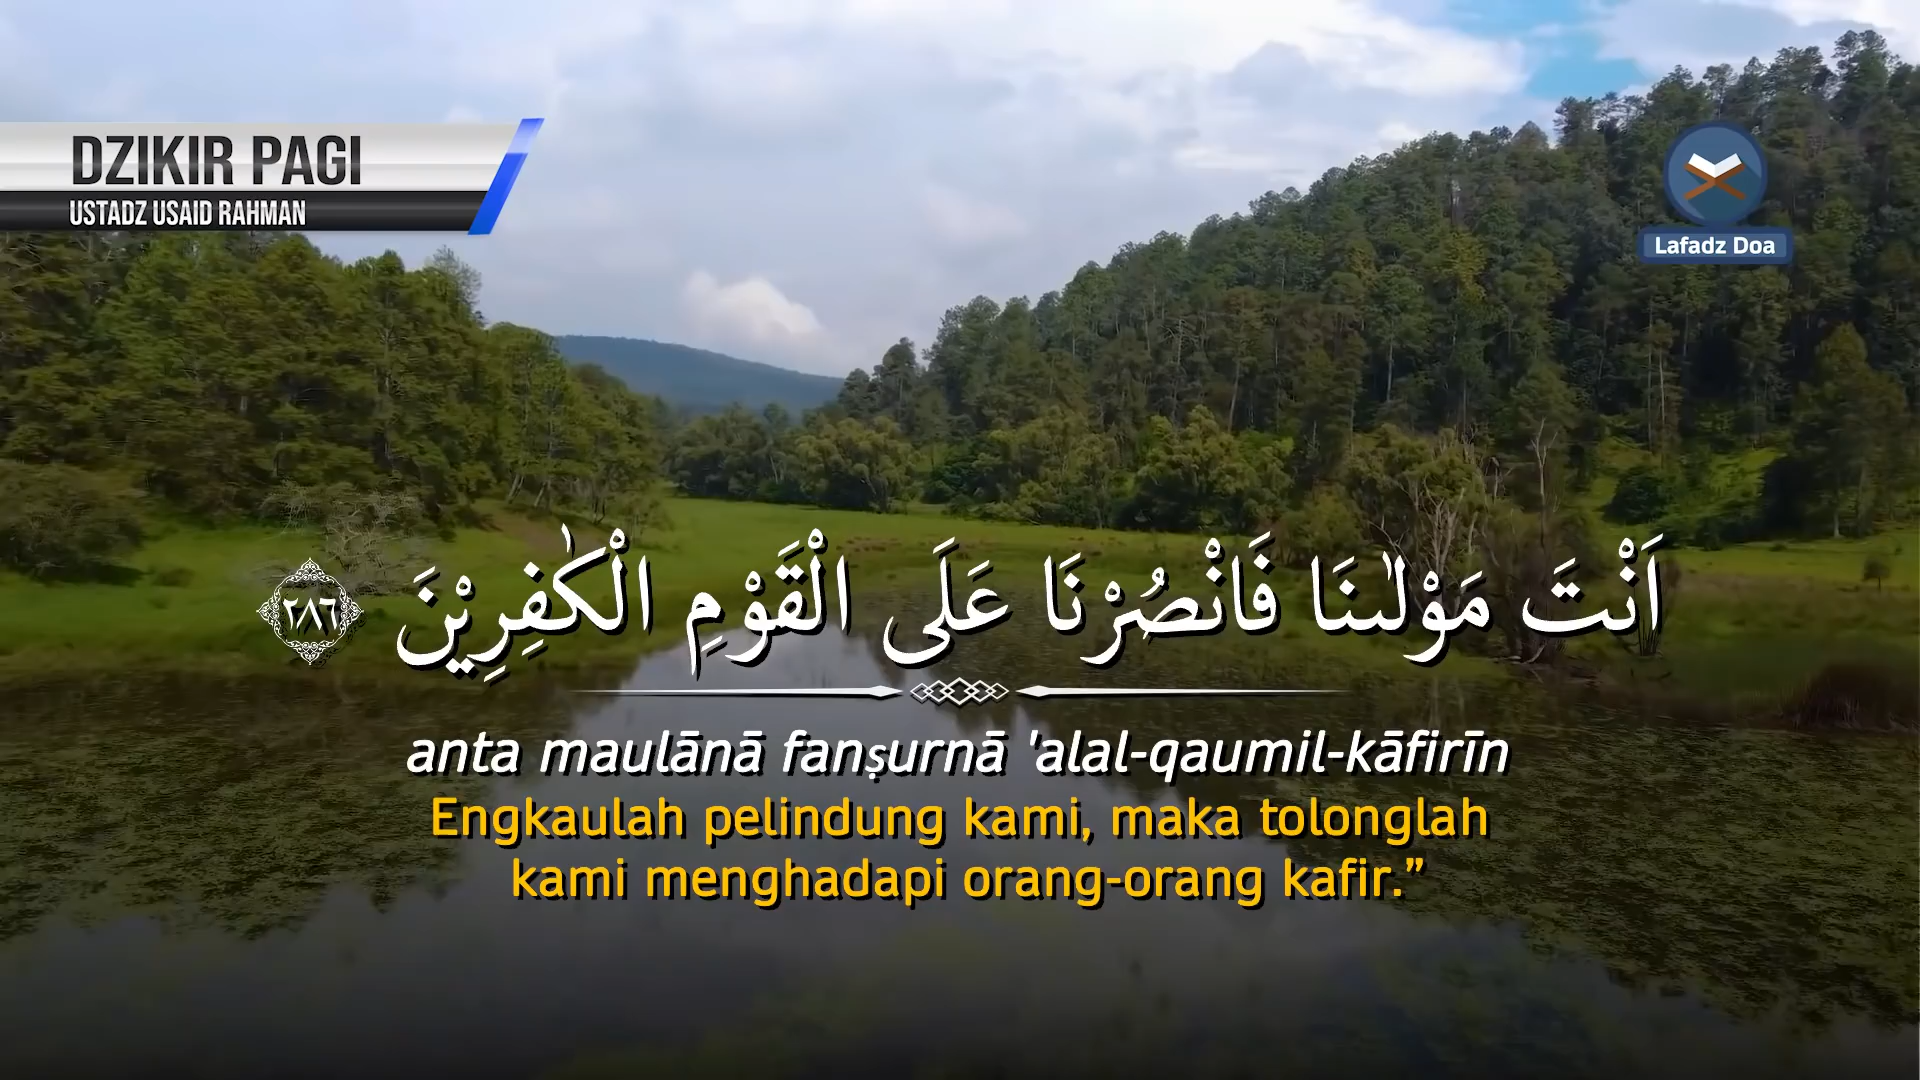 DZIKIR PAGI
USTADZ USAID RAHMAN
Lafadz Doa
اَنْتَ مَوْلٰىنَا فَانْصُرْنَا عَلَى الْقَوْمِ الْكٰفِرِيْنَ ٢٨٦
anta maulānā fanṣurnā 'alal-qaumil-kāfirīn
Engkaulah pelindung kami, maka tolonglah
kami menghadapi orang-orang kafir.”